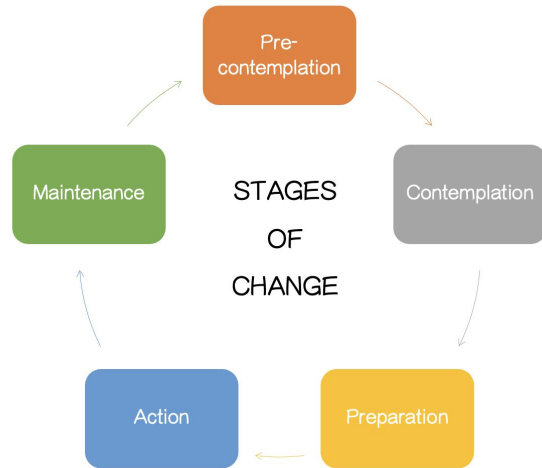 Pre-
contemplation
Contemplation
Preparation
Action
Maintenance
STAGES
OF
CHANGE